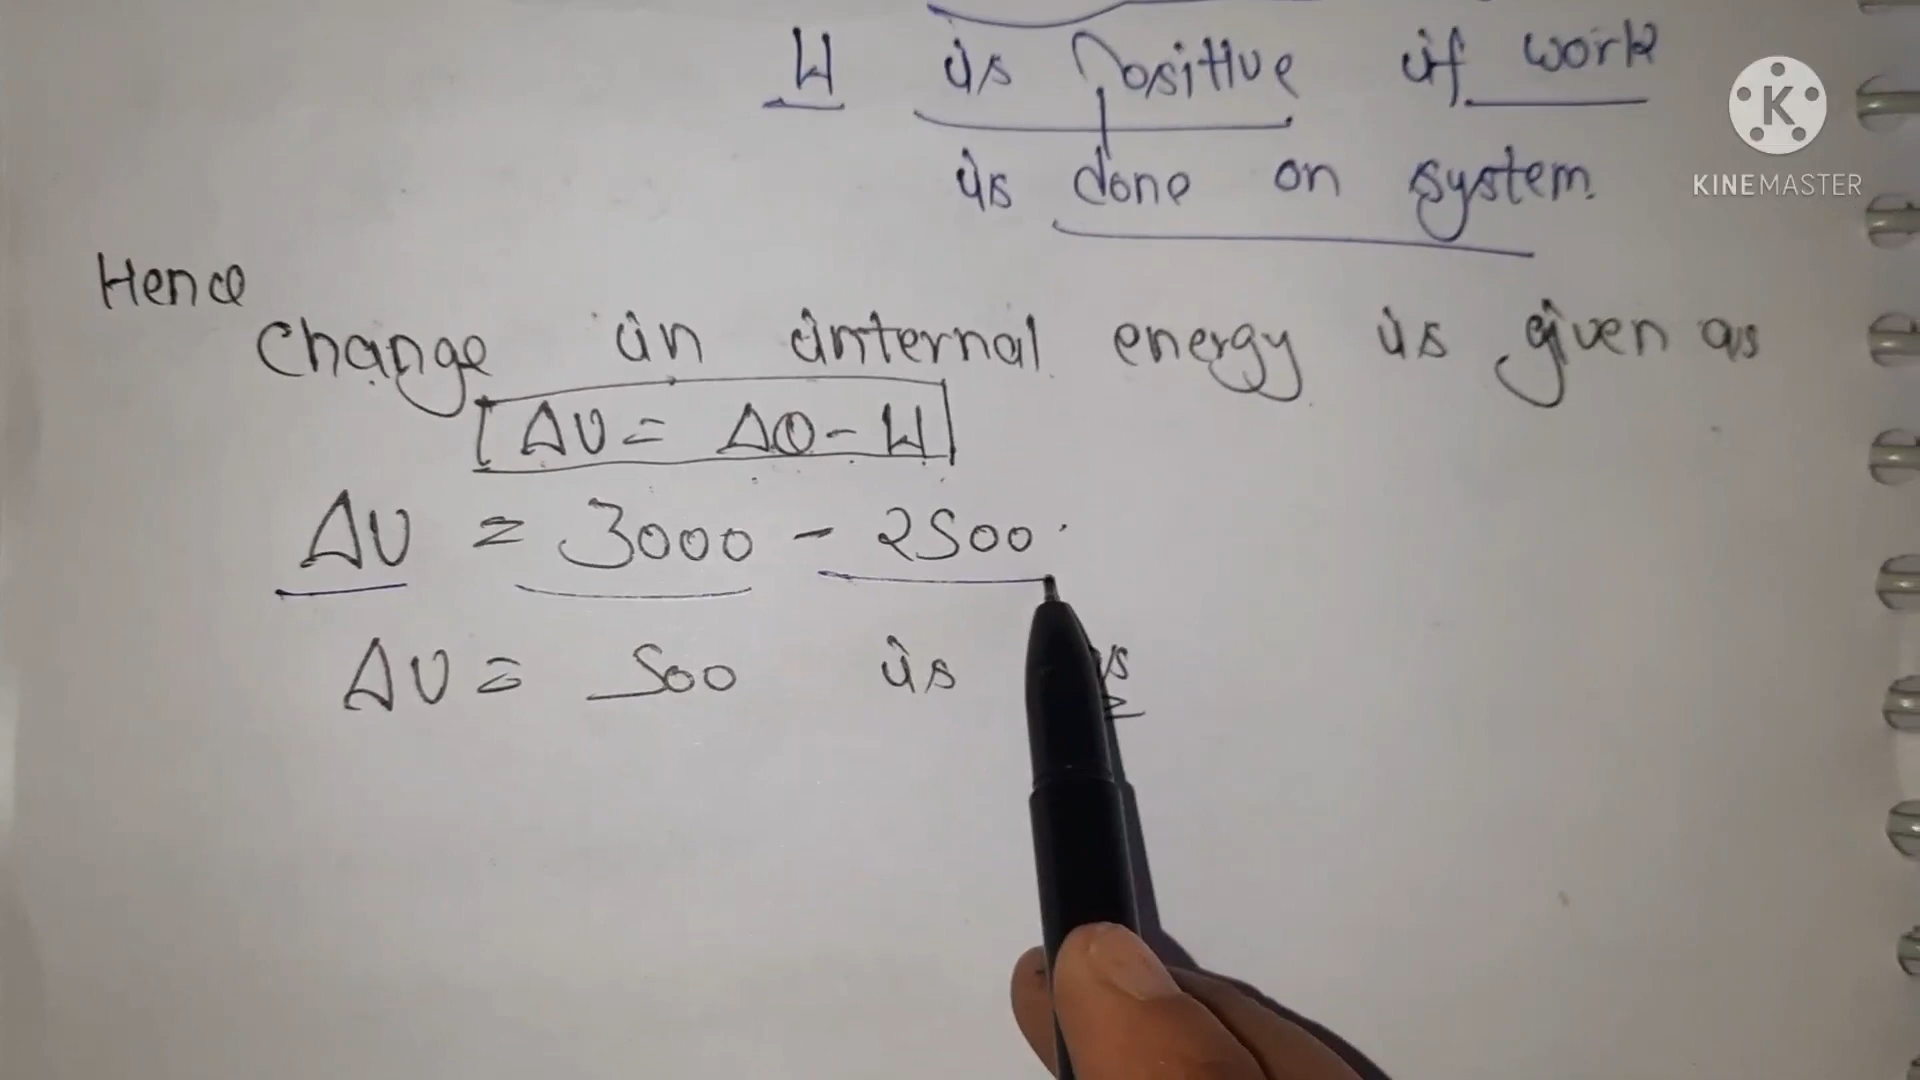 W is Positive if work
is done on system.
KINEMASTER
Hence
Change in internal energy is given as
ΔU = ΔQ - W
ΔU = 3000 - 2500
ΔU = 500 is